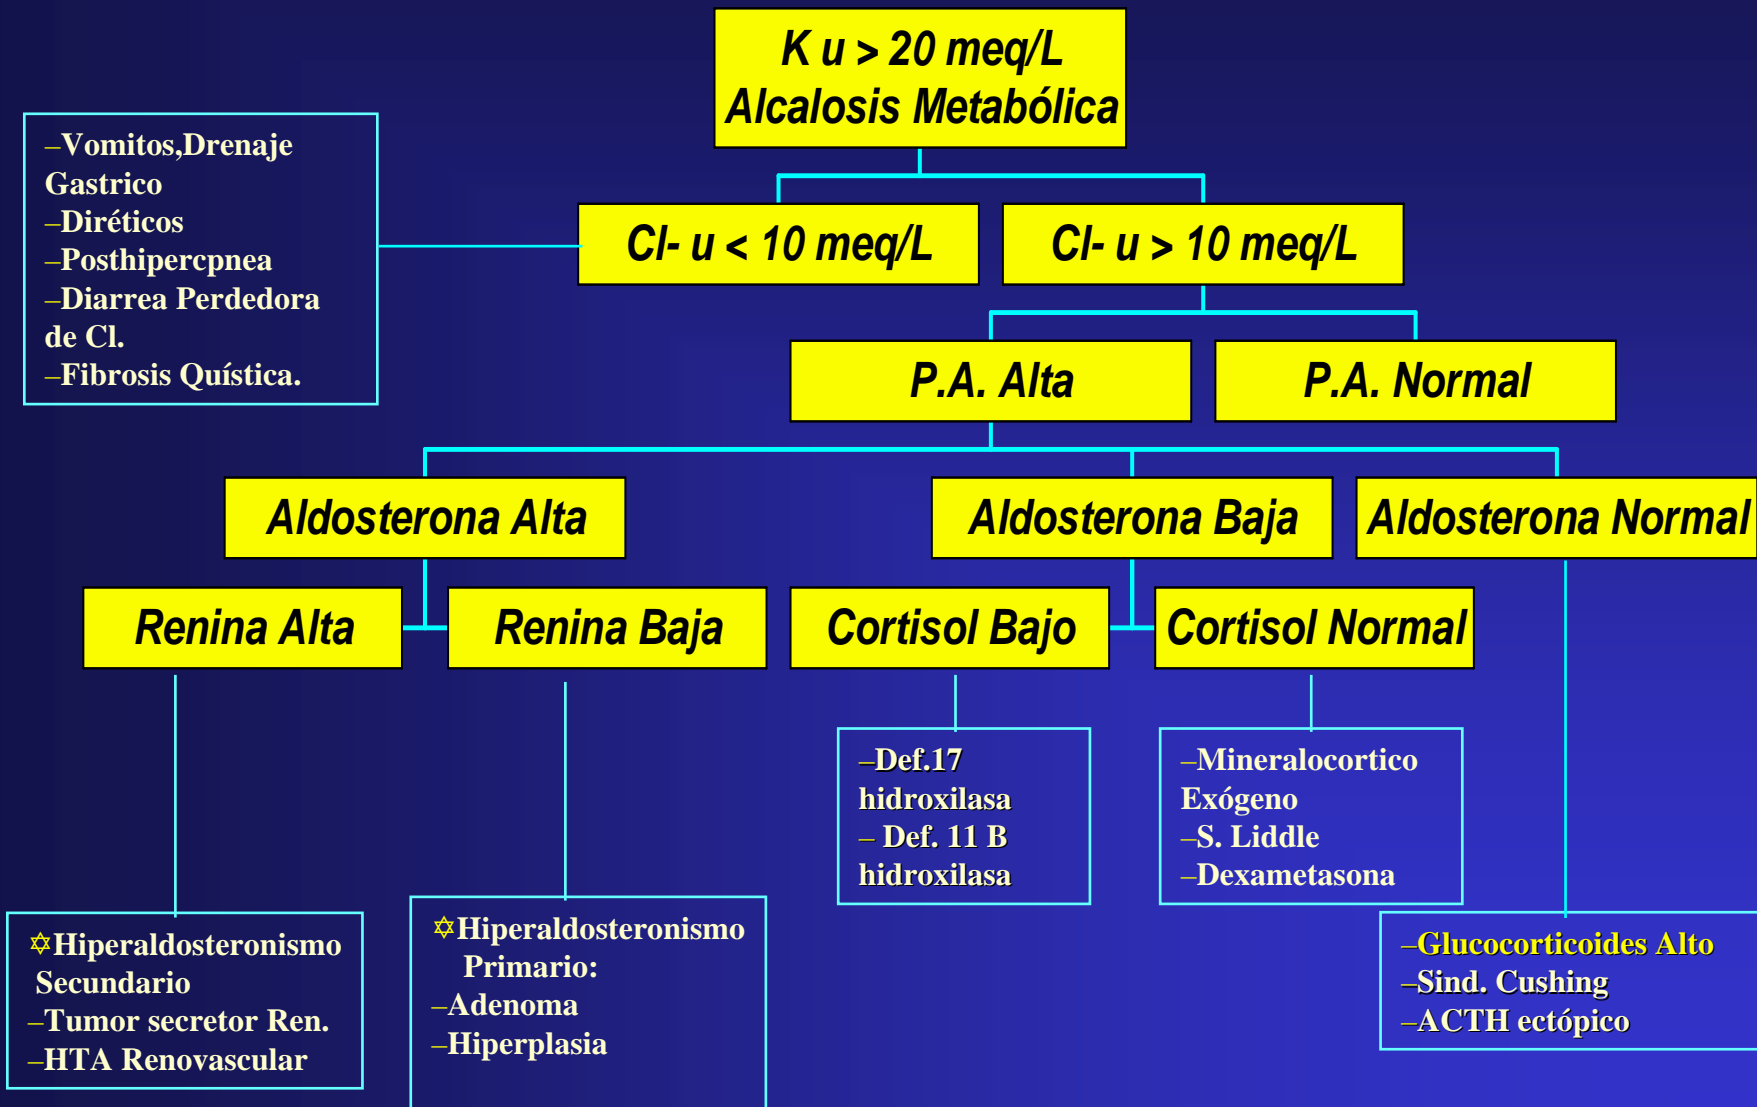 K u > 20 meq/L
Alcalosis Metabólica
–Vomitos,Drenaje
Gastrico
–Diréticos
–Posthipercpnea
–Diarrea Perdedora
de Cl.
–Fibrosis Quística.
Cl- u < 10 meq/L
Cl- u > 10 meq/L
P.A. Alta
P.A. Normal
Aldosterona Alta
Aldosterona Baja
Aldosterona Normal
Renina Alta
Renina Baja
Cortisol Bajo
Cortisol Normal
–Def.17
hidroxilasa
– Def. 11 B
hidroxilasa
–Mineralocortico
Exógeno
–S. Liddle
–Dexametasona
✡Hiperaldosteronismo
Secundario
–Tumor secretor Ren.
–HTA Renovascular
✡Hiperaldosteronismo
Primario:
–Adenoma
–Hiperplasia
–Glucocorticoides Alto
–Sind. Cushing
–ACTH ectópico